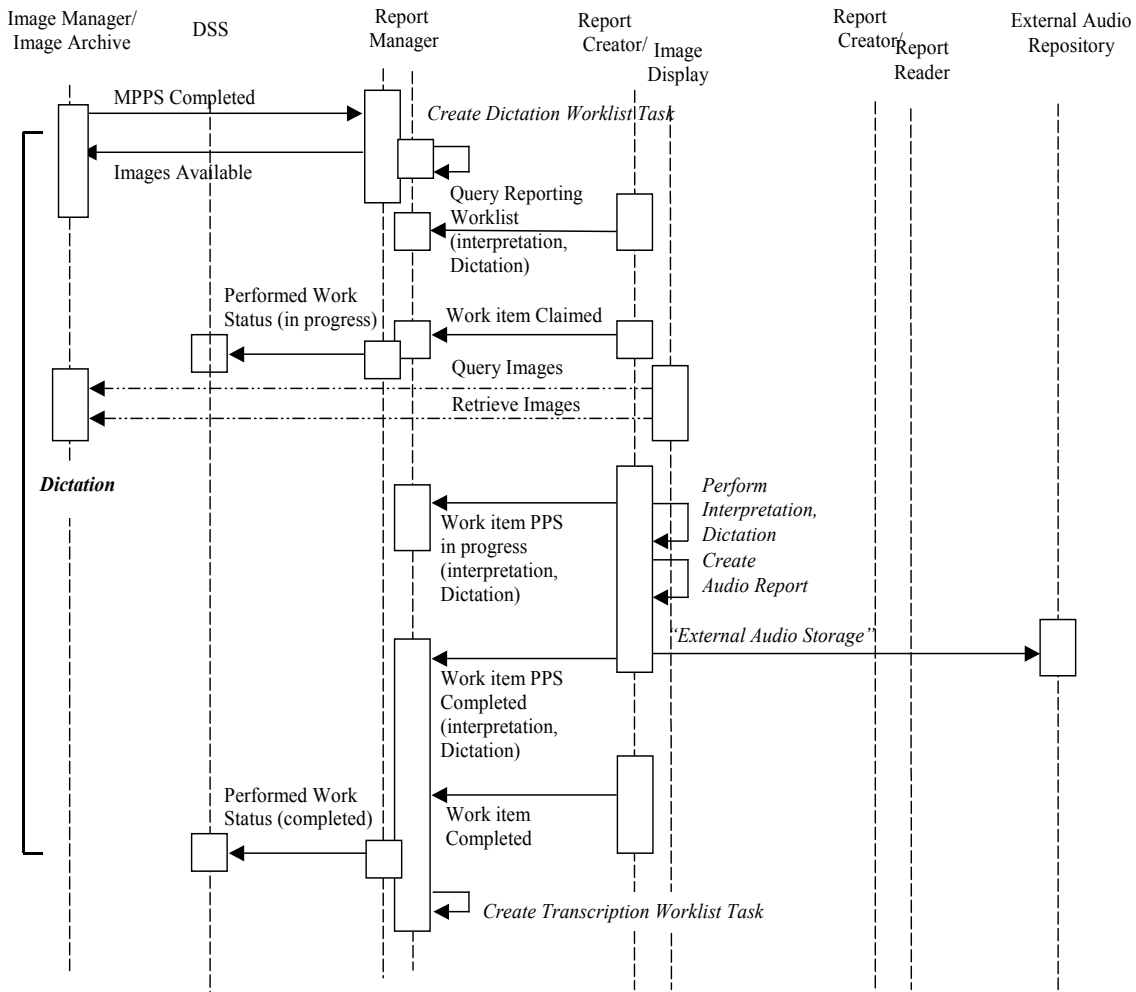 Image Manager/
Image Archive
DSS
Report
Manager
Report
Creator/
Image
Display
Report
Creator/
Report
Reader
External Audio
Repository
MPPS Completed
Create Dictation Worklist Task
Images Available
Query Reporting
Worklist
(interpretation,
Dictation)
Performed Work
Status (in progress)
Work item Claimed
Query Images
Retrieve Images
Dictation
Perform
Interpretation,
Dictation
Work item PPS
in progress
(interpretation,
Dictation)
Create
Audio Report
“External Audio Storage”
Work item PPS
Completed
(interpretation,
Dictation)
Performed Work
Status (completed)
Work item
Completed
Create Transcription Worklist Task